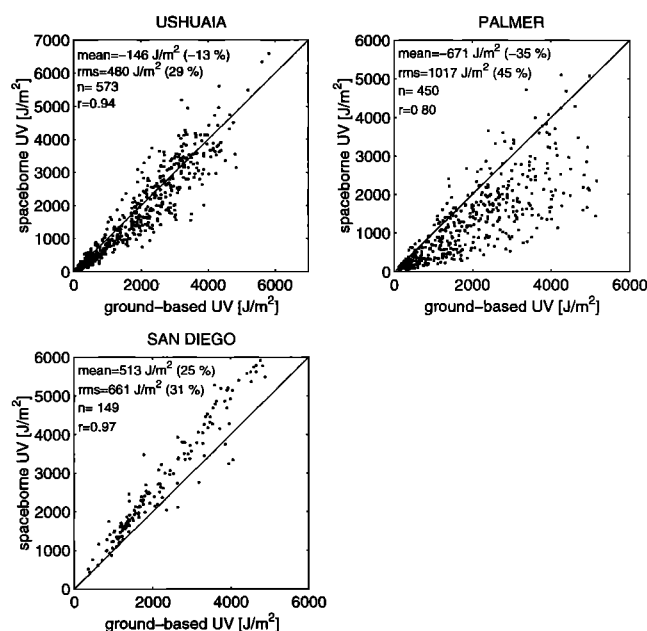 USHUAIA
mean=−146 J/m² (−13 %)
rms=480 J/m² (29 %)
n= 573
r=0.94
7000
6000
5000
4000
3000
2000
1000
0
spaceborne UV [J/m²]
0 2000 4000 6000
ground−based UV [J/m²]
PALMER
mean=−671 J/m² (−35 %)
rms=1017 J/m² (45 %)
n= 450
r=0 80
6000
5000
4000
3000
2000
1000
0
spaceborne UV [J/m²]
0 2000 4000 6000
ground−based UV [J/m²]
SAN DIEGO
mean=513 J/m² (25 %)
rms=661 J/m² (31 %)
n= 149
r=0.97
6000
5000
4000
3000
2000
1000
0
spaceborne UV [J/m²]
0 2000 4000 6000
ground−based UV [J/m²]